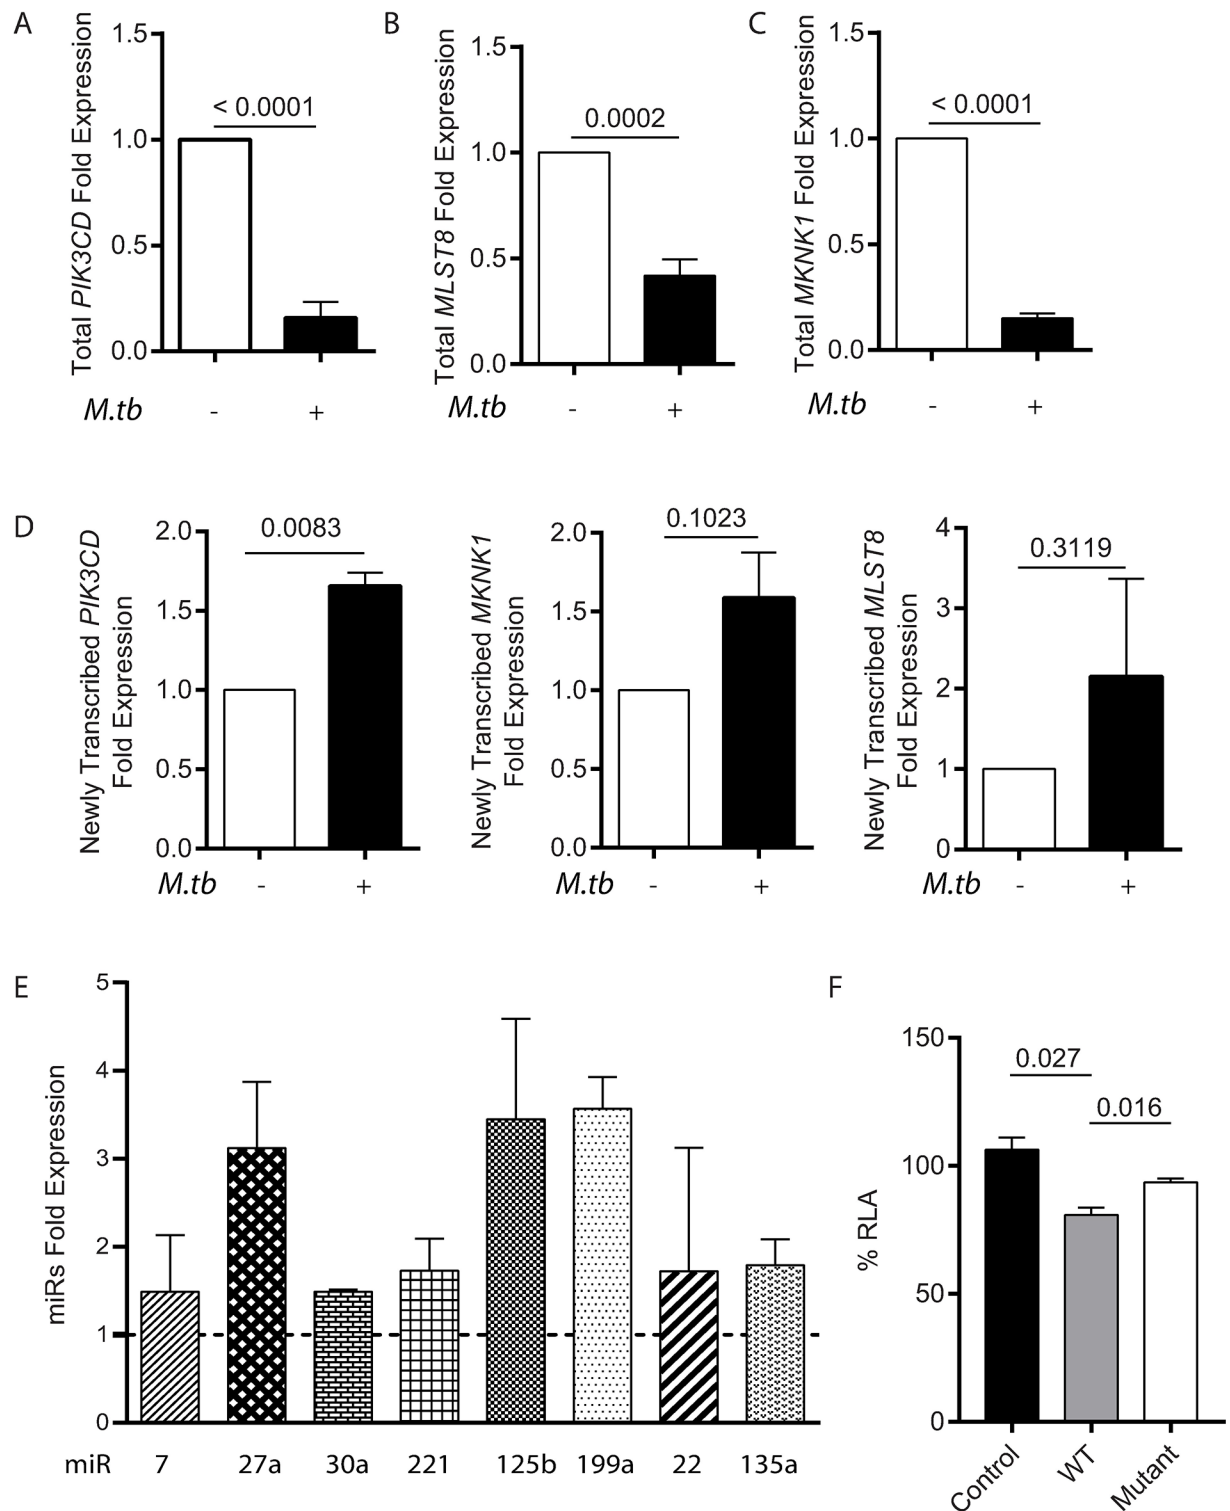 A
Total PIK3CD Fold Expression
1.5
1.0
0.5
0.0
< 0.0001
M.tb - +
B
Total MLST8 Fold Expression
1.5
1.0
0.5
0.0
0.0002
M.tb - +
C
Total MKNK1 Fold Expression
1.5
1.0
0.5
0.0
< 0.0001
M.tb - +
D
Newly Transcribed PIK3CD
Fold Expression
2.0
1.5
1.0
0.5
0.0
0.0083
M.tb - +
Newly Transcribed MKNK1
Fold Expression
2.0
1.5
1.0
0.5
0.0
0.1023
M.tb - +
Newly Transcribed MLST8
Fold Expression
4
3
2
1
0
0.3119
M.tb - +
E
miRs Fold Expression
5
4
3
2
1
0
miR 7 27a 30a 221 125b 199a 22 135a
F
% RLA
150
100
50
0
0.027
0.016
Control
WT
Mutant